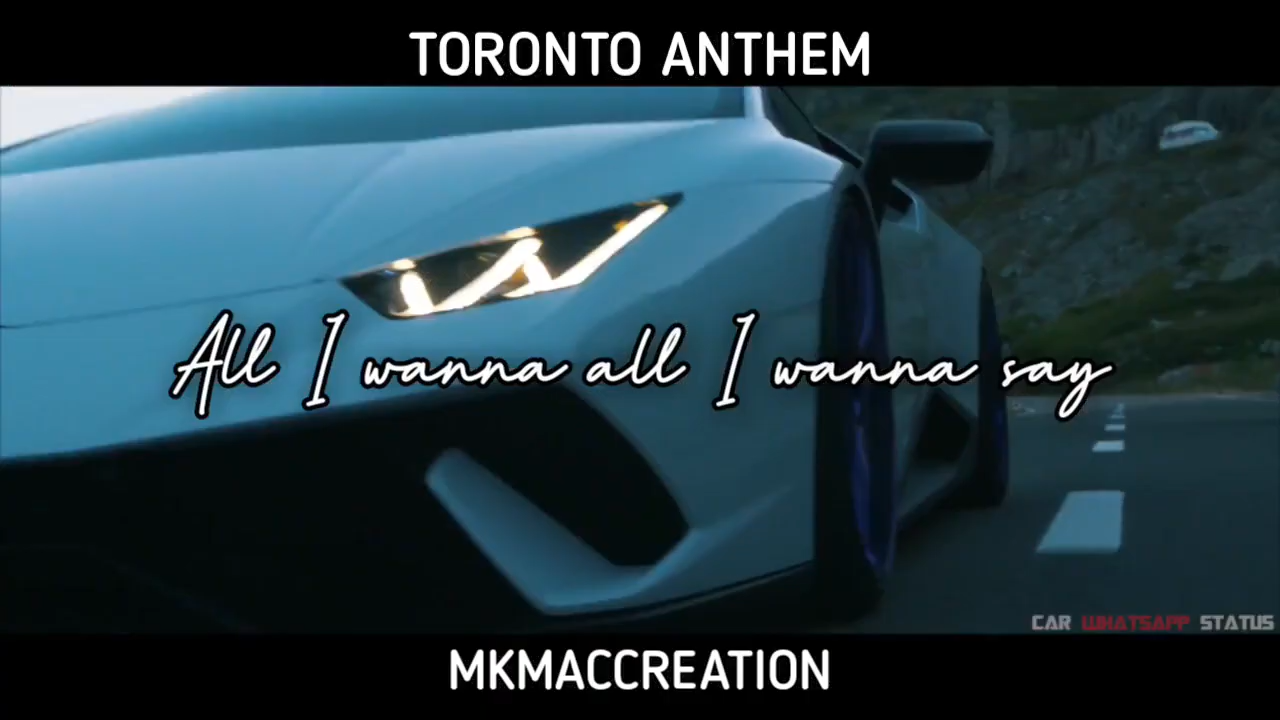 TORONTO ANTHEM
All I wanna all I wanna say
CAR WHATSAPP STATUS
MKMACCREATION